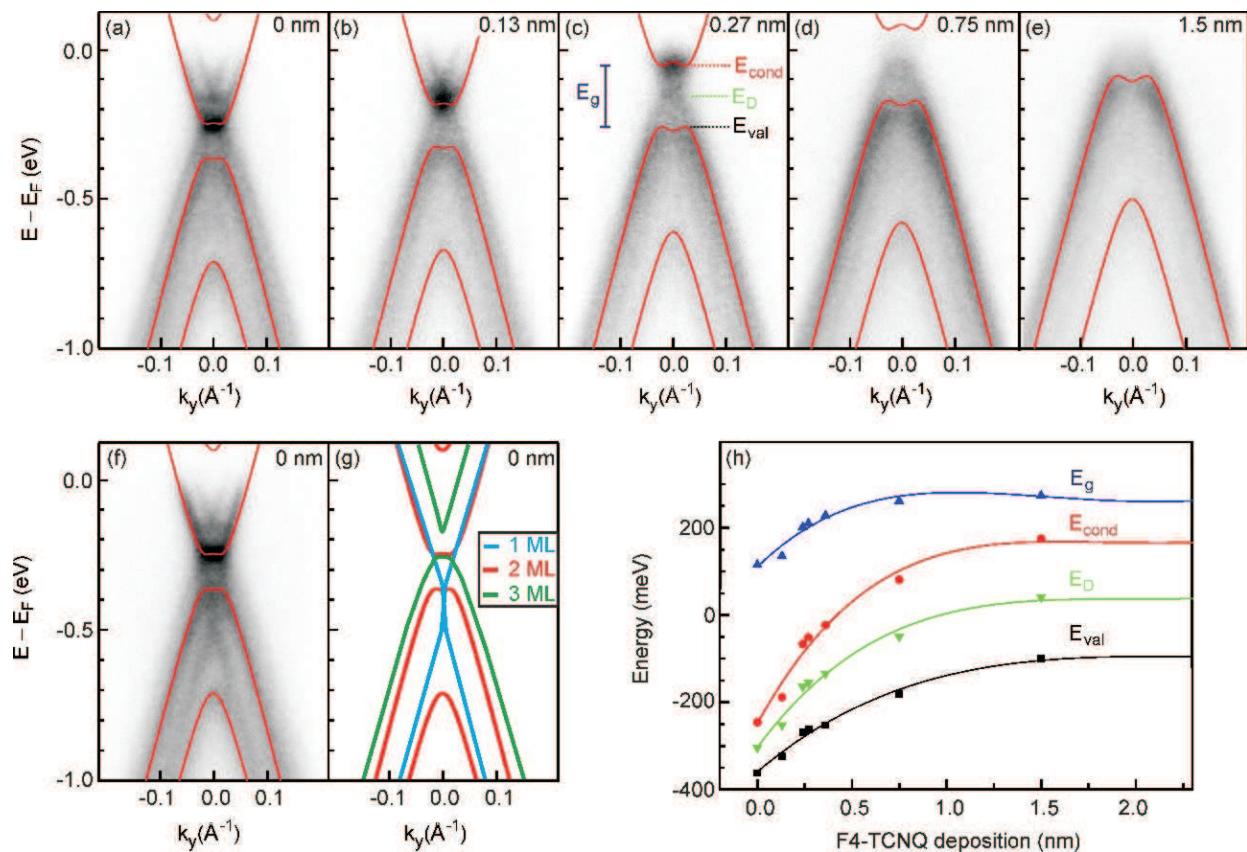 (a) 0 nm
(b) 0.13 nm
(c) 0.27 nm
(d) 0.75 nm
(e) 1.5 nm
E – E_F (eV)
0.0
-0.5
-1.0
E_g
E_cond
E_D
E_val
-0.1 0.0 0.1
-0.1 0.0 0.1
-0.1 0.0 0.1
-0.1 0.0 0.1
-0.1 0.0 0.1
k_y(Å⁻¹)
k_y(Å⁻¹)
k_y(Å⁻¹)
k_y(Å⁻¹)
k_y(Å⁻¹)
(f) 0 nm
(g) 0 nm
E – E_F (eV)
0.0
-0.5
-1.0
1 ML
2 ML
3 ML
-0.1 0.0 0.1
-0.1 0.0 0.1
k_y(Å⁻¹)
k_y(Å⁻¹)
(h)
Energy (meV)
200
0
-200
-400
E_g
E_cond
E_D
E_val
0.0 0.5 1.0 1.5 2.0
F4-TCNQ deposition (nm)